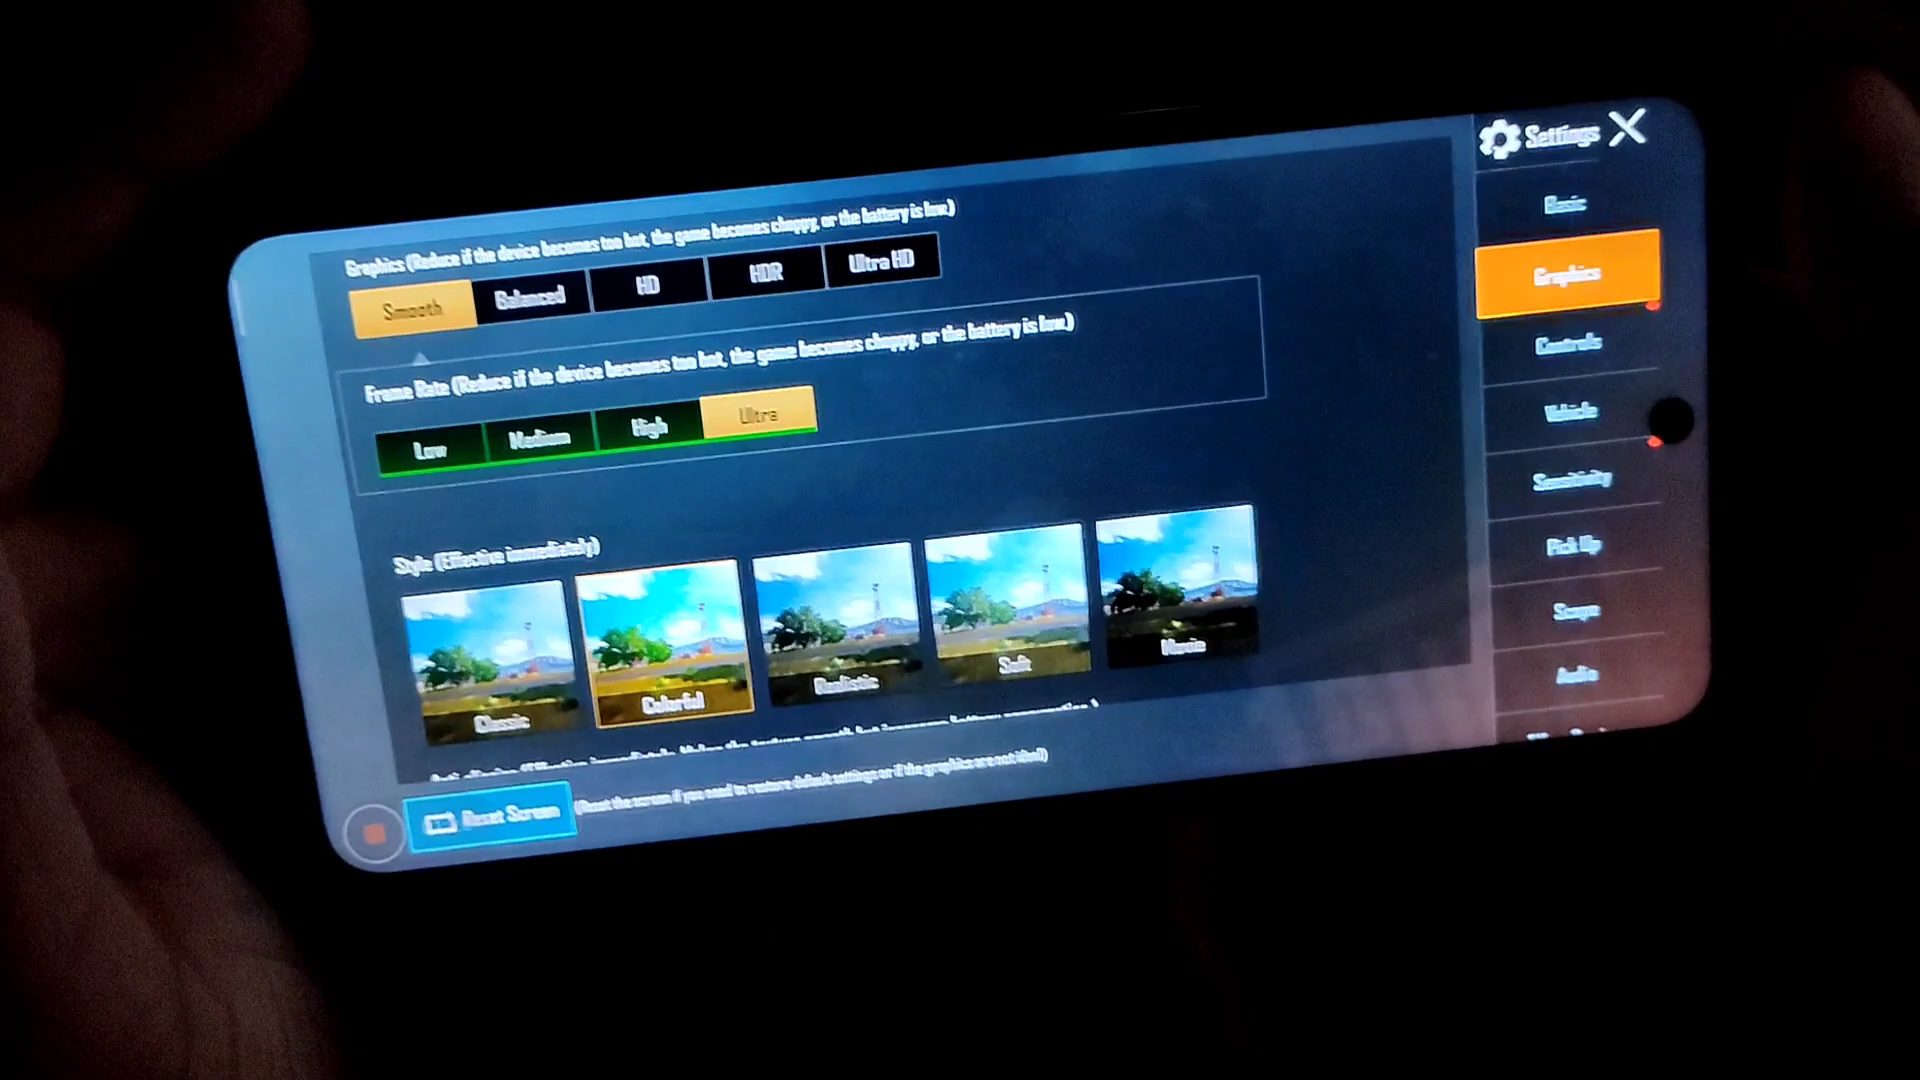 Settings
Graphics (Reduce if the device becomes too hot, the game becomes choppy, or the battery is low.)
Smooth Balanced HD HDR Ultra HD
Frame Rate (Reduce if the device becomes too hot, the game becomes choppy, or the battery is low.)
Low Medium High Ultra
Style (Effective immediately)
Classic Colorful Realistic Soft Movie
Reset Screen (Reset the screen if you need to restore default settings or if the graphics are not ideal)
Basic
Graphics
Controls
Vehicle
Sensitivity
Pick Up
Scope
Audio